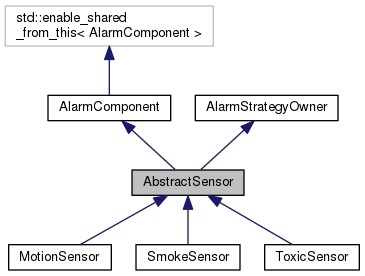 std::enable_shared
_from_this< AlarmComponent >
AlarmComponent
AlarmStrategyOwner
AbstractSensor
MotionSensor
SmokeSensor
ToxicSensor